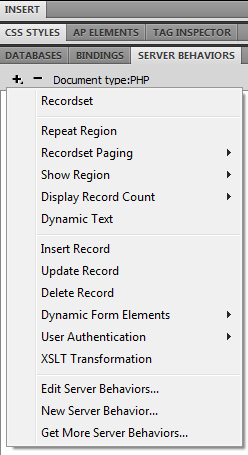 INSERT
CSS STYLES AP ELEMENTS TAG INSPECTOR
DATABASES BINDINGS SERVER BEHAVIORS
Document type:PHP
Recordset
Repeat Region
Recordset Paging
Show Region
Display Record Count
Dynamic Text
Insert Record
Update Record
Delete Record
Dynamic Form Elements
User Authentication
XSLT Transformation
Edit Server Behaviors...
New Server Behavior...
Get More Server Behaviors...